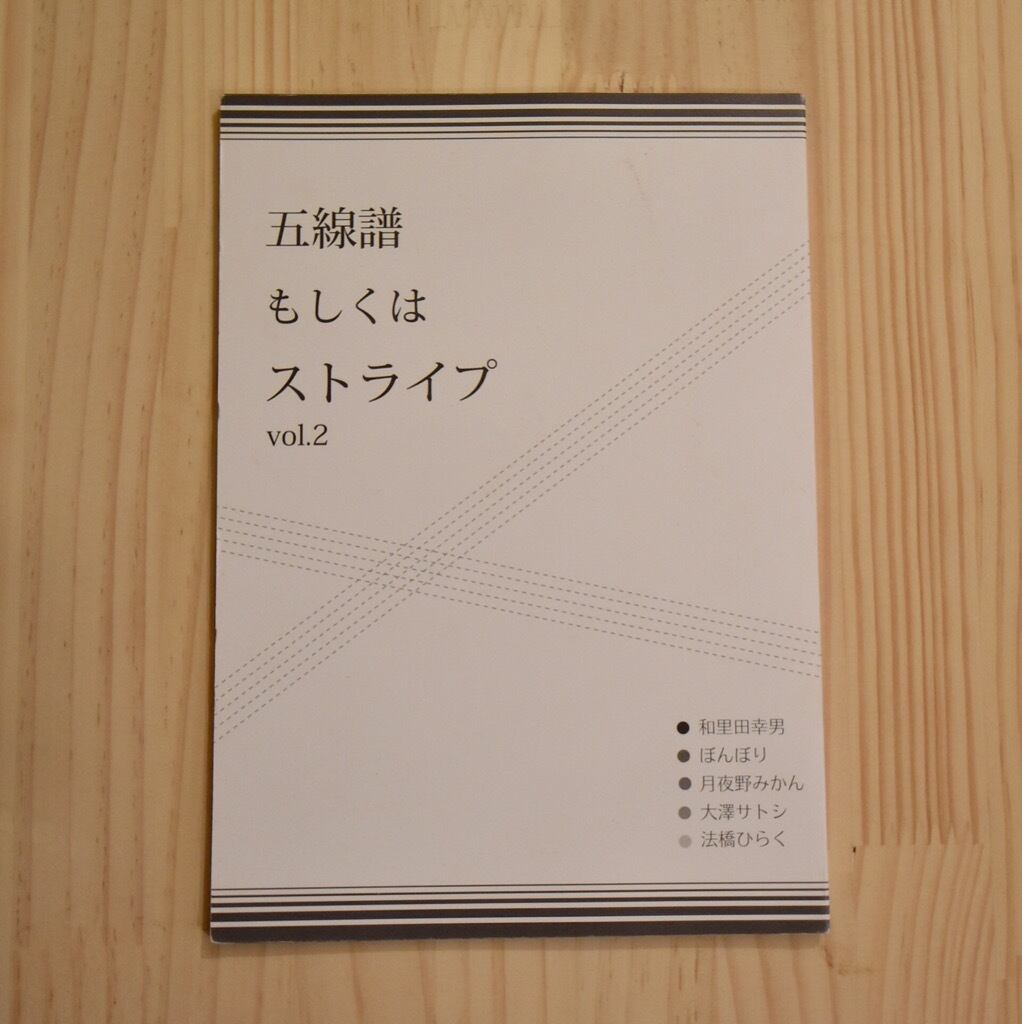 五線譜
もしくは
ストライプ
vol.2
● 和里田幸男
● ぼんぼり
● 月夜野みかん
● 大澤サトシ
● 法橋ひらく